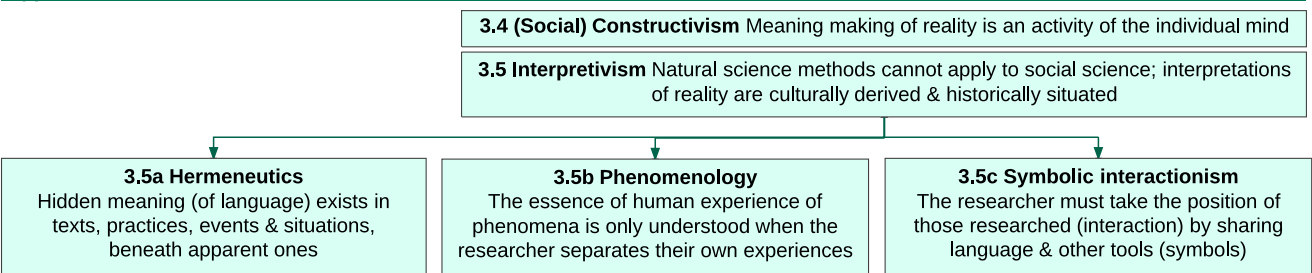 3.4 (Social) Constructivism Meaning making of reality is an activity of the individual mind
3.5 Interpretivism Natural science methods cannot apply to social science; interpretations
of reality are culturally derived & historically situated
3.5a Hermeneutics
Hidden meaning (of language) exists in
texts, practices, events & situations,
beneath apparent ones
3.5b Phenomenology
The essence of human experience of
phenomena is only understood when the
researcher separates their own experiences
3.5c Symbolic interactionism
The researcher must take the position of
those researched (interaction) by sharing
language & other tools (symbols)